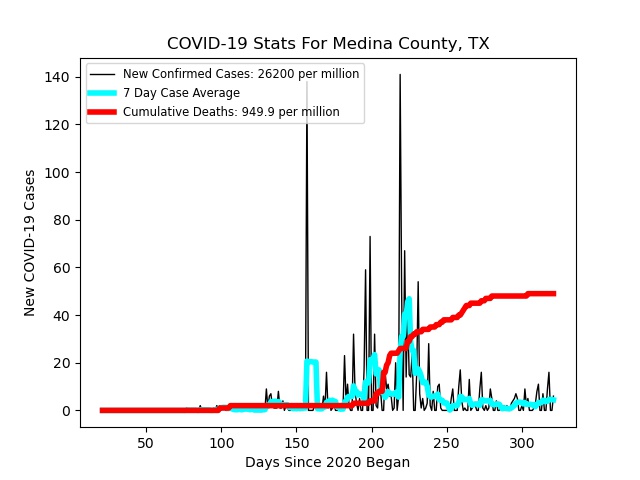 COVID-19 Stats For Medina County, TX
New Confirmed Cases: 26200 per million
7 Day Case Average
Cumulative Deaths: 949.9 per million
New COVID-19 Cases
140
120
100
80
60
40
20
0
50
100
150
200
250
300
Days Since 2020 Began